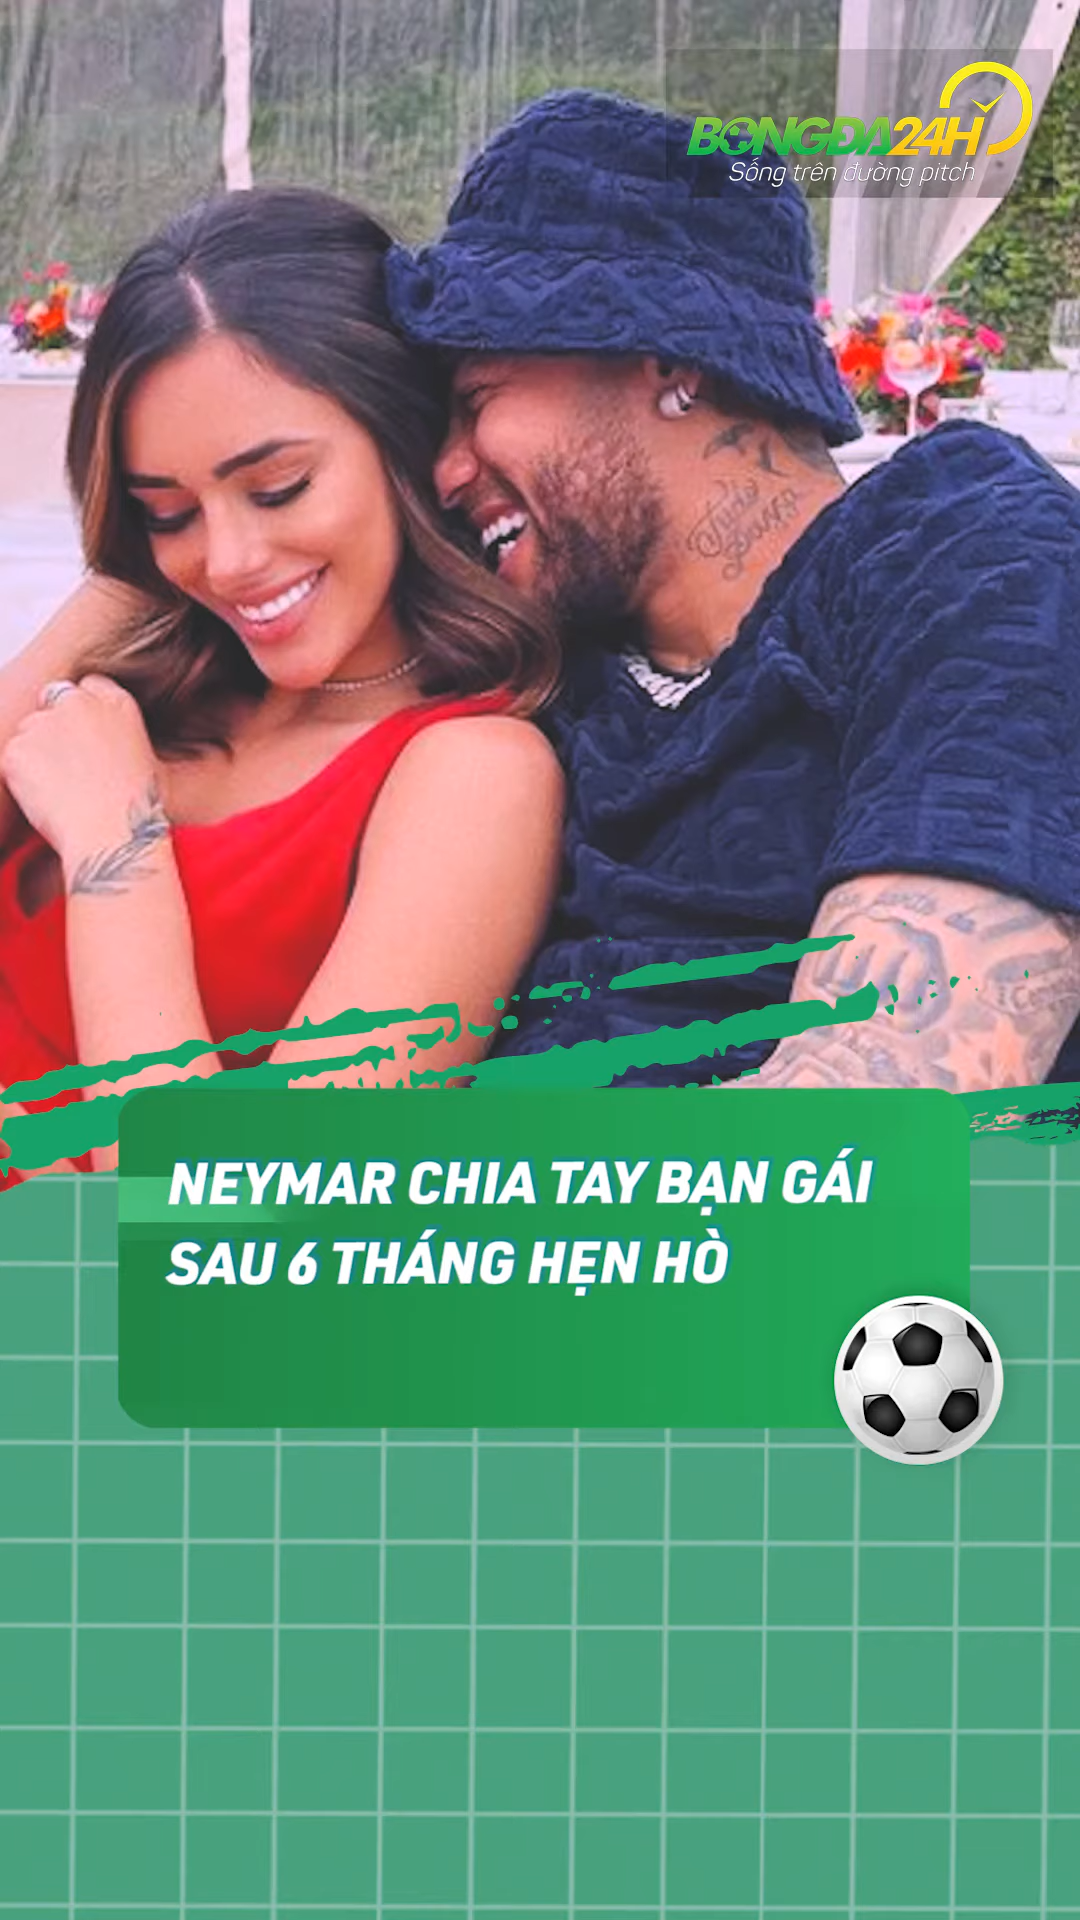 BONGDA24H
Sống trên đường pitch
NEYMAR CHIA TAY BẠN GÁI
SAU 6 THÁNG HẸN HÒ